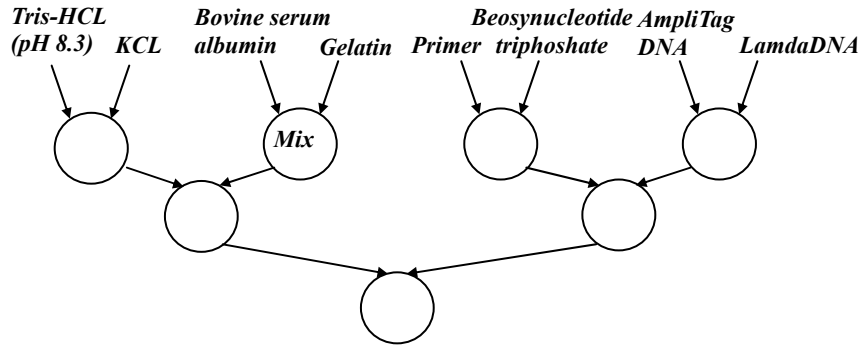 Tris-HCL
(pH 8.3)
KCL
Bovine serum
albumin
Gelatin
Primer
Beosynucleotide
triphoshate
AmpliTag
DNA
LamdaDNA
Mix